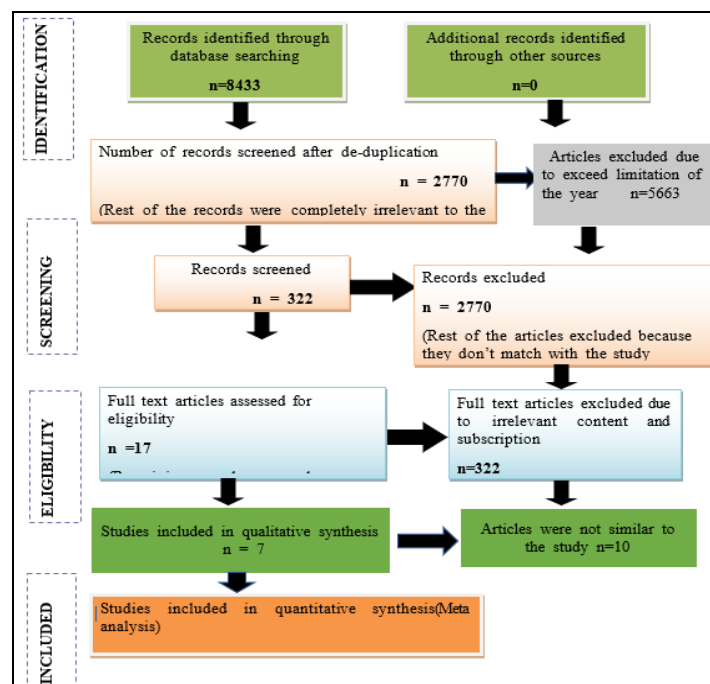 IDENTIFICATION
Records identified through
database searching
n=8433
Additional records identified
through other sources
n=0
Number of records screened after de-duplication
n = 2770
(Rest of the records were completely irrelevant to the
Articles excluded due
to exceed limitation of
the year n=5663
SCREENING
Records screened
n = 322
Records excluded
n = 2770
(Rest of the articles excluded because
they don't match with the study
ELIGIBILITY
Full text articles assessed for
eligibility
n =17
Full text articles excluded due
to irrelevant content and
subscription
n=322
Studies included in qualitative synthesis
n = 7
Articles were not similar to
the study n=10
INCLUDED
Studies included in quantitative synthesis(Meta
analysis)